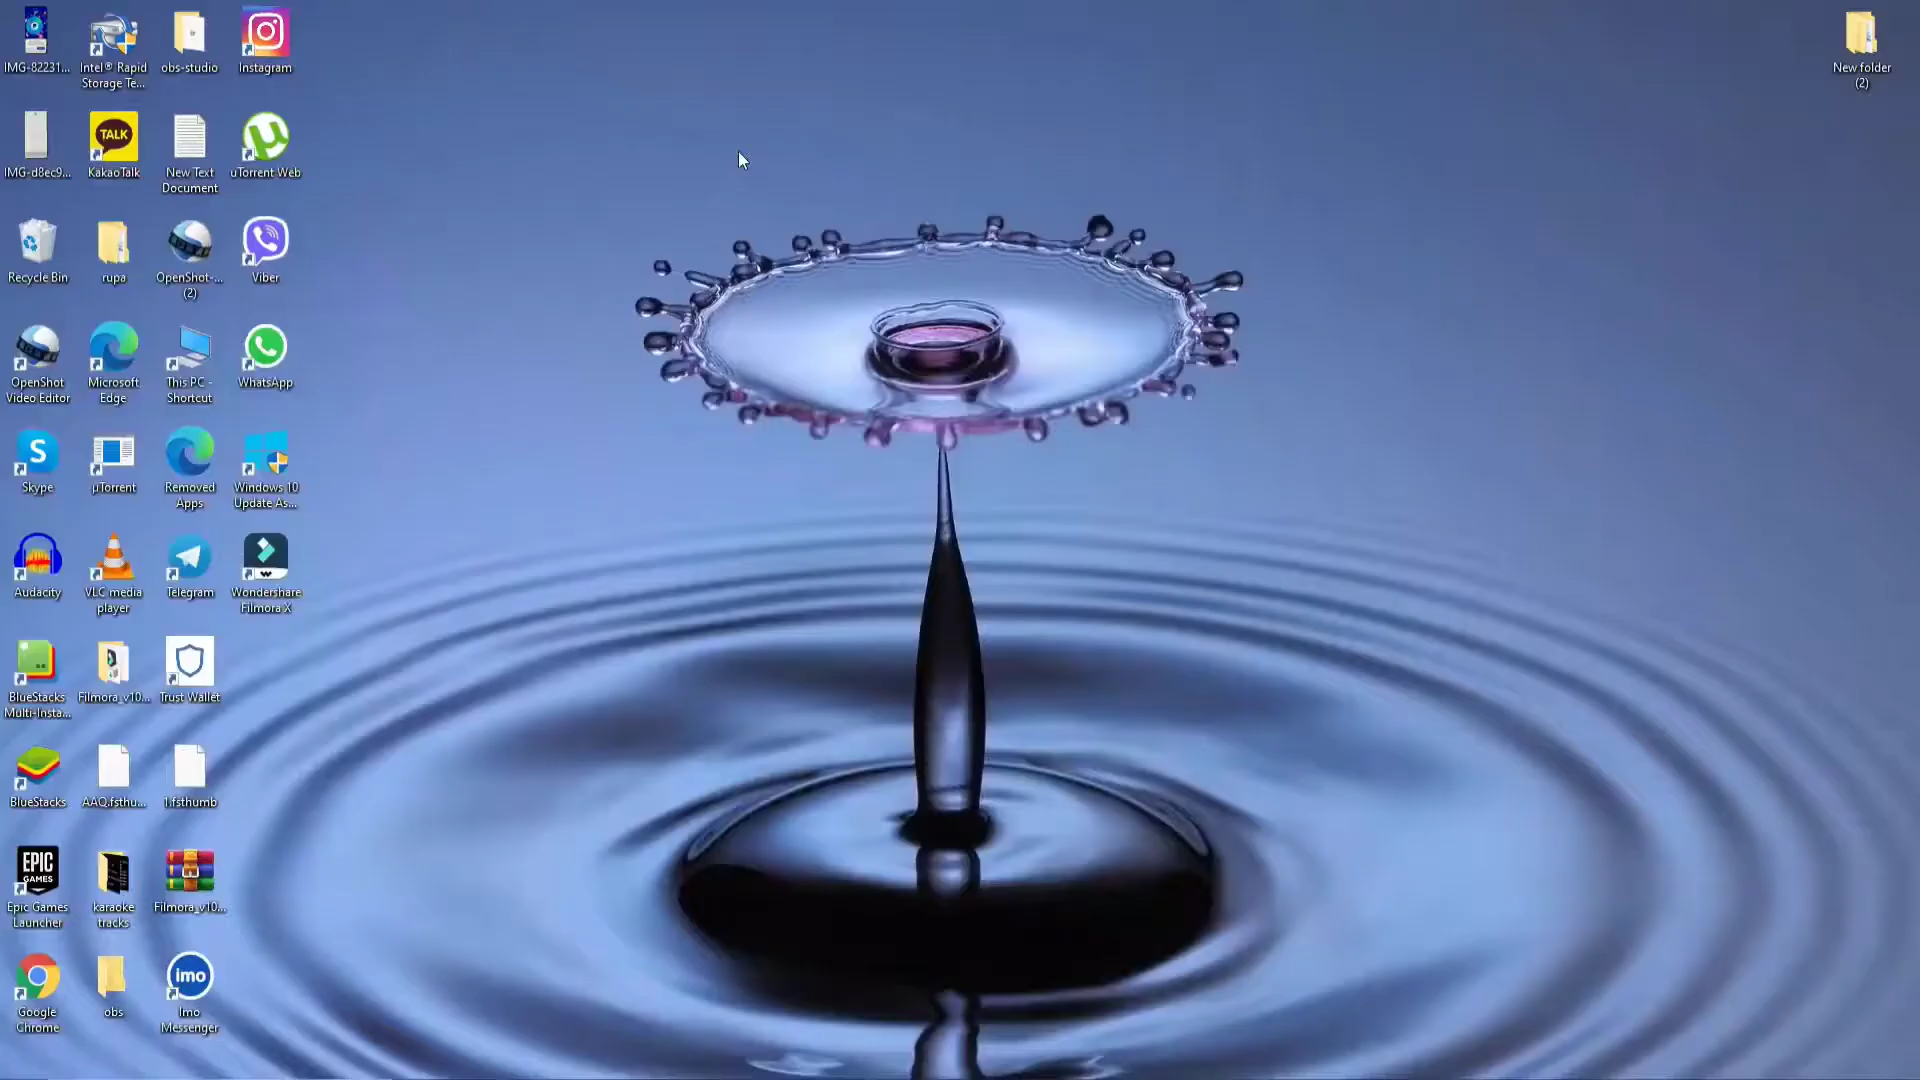 IMG-82231...
Intel® Rapid
Storage Te...
obs-studio
Instagram
New folder
(2)
IMG-d8ec9...
TALK
KakaoTalk
New Text
Document
uTorrent Web
Recycle Bin
rupa
OpenShot-...
(2)
Viber
OpenShot
Video Editor
Microsoft
Edge
This PC -
Shortcut
WhatsApp
S
Skype
µTorrent
Removed
Apps
Windows 10
Update As...
Audacity
VLC media
player
Telegram
Wondershare
Filmora X
BlueStacks
Multi-Insta...
Filmora_v10...
Trust Wallet
BlueStacks
AAQ.fsthu...
1.fsthumb
EPIC
GAMES
Epic Games
Launcher
karaoke
tracks
Filmora_v10...
Google
Chrome
obs
imo
Imo
Messenger